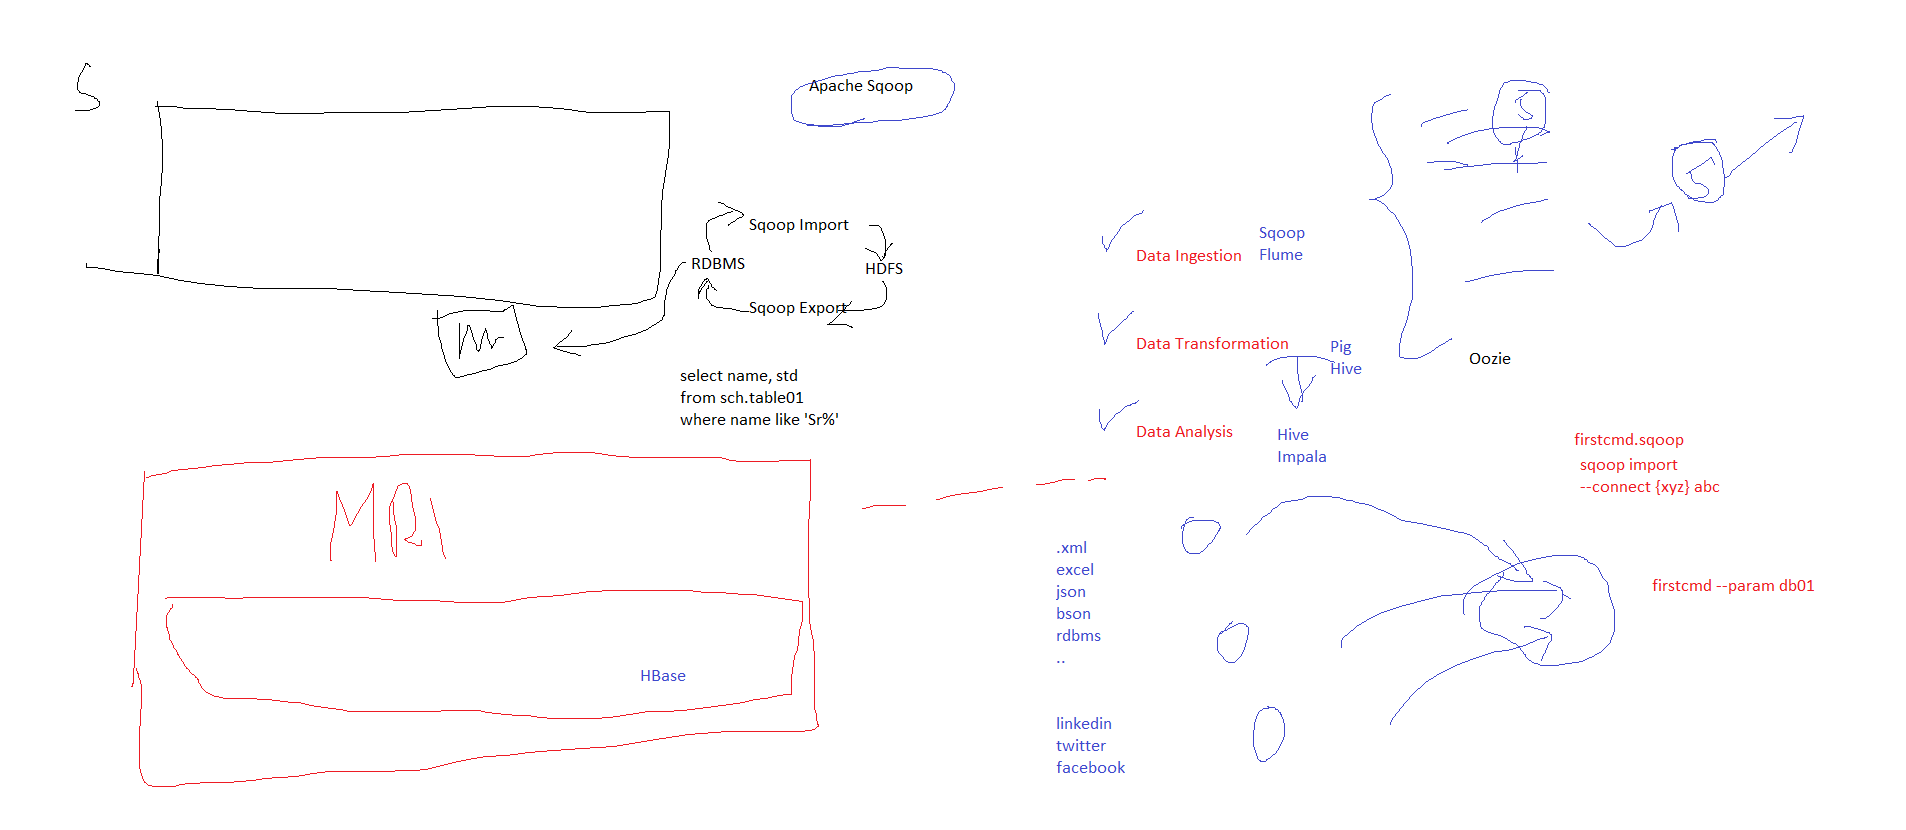 S
Apache Sqoop
S
S
Sqoop Import
RDBMS
HDFS
Sqoop Export
select name, std
from sch.table01
where name like 'Sr%'
Data Ingestion
Sqoop
Flume
Data Transformation
Pig
Hive
Data Analysis
Hive
Impala
Oozie
firstcmd.sqoop
sqoop import
--connect {xyz} abc
firstcmd --param db01
.xml
excel
json
bson
rdbms
..
linkedin
twitter
facebook
HBase